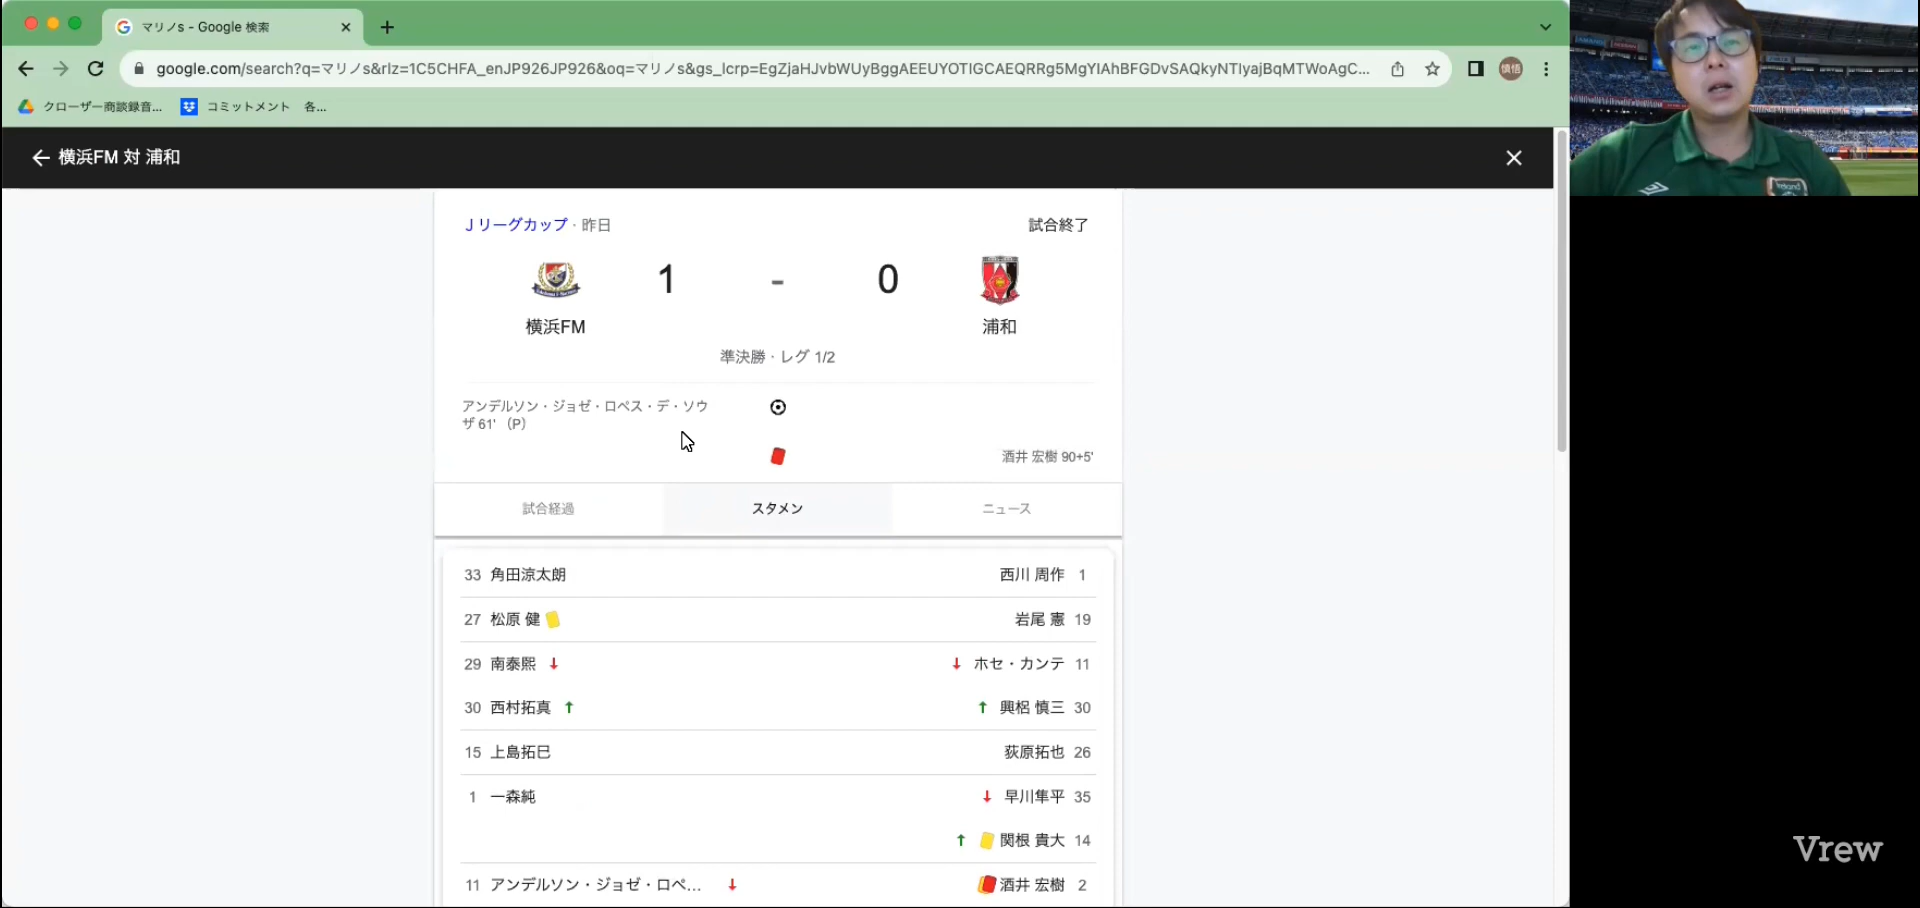 マリノs - Google 検索
google.com/search?q=マリノs&rlz=1C5CHFA_enJP926JP926&oq=マリノs&gs_lcrp=EgZjaHJvbWUyBggAEEUYOTIGCAEQRRg5MgYIAhBFGDvSAQkyNTIyajBqMTWoAgC...
慎悟
クローザー商談録音... コミットメント 各...
横浜FM 対 浦和
Jリーグカップ · 昨日 試合終了
1 - 0
横浜FM 浦和
準決勝 · レグ 1/2
アンデルソン・ジョゼ・ロペス・デ・ソウ
ザ 61' (P)
酒井 宏樹 90+5'
試合経過 スタメン ニュース
33 角田涼太朗 西川 周作 1
27 松原 健 岩尾 憲 19
29 南泰熙 ホセ・カンテ 11
30 西村拓真 興梠 慎三 30
15 上島拓巳 荻原拓也 26
1 一森純 早川隼平 35
関根 貴大 14
11 アンデルソン・ジョゼ・ロペ... 酒井 宏樹 2
Ireland
Vrew